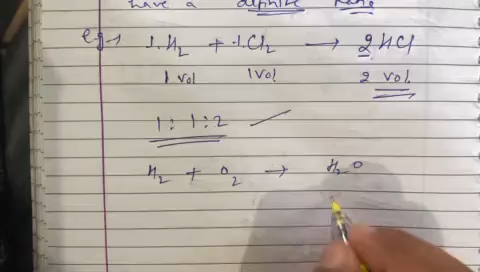 have a definite ratio
eg-1 1.H₂ + 1.Cl₂ → 2HCl
1 vol 1vol 2 vol
1:1:2
H₂ + O₂ → H₂O